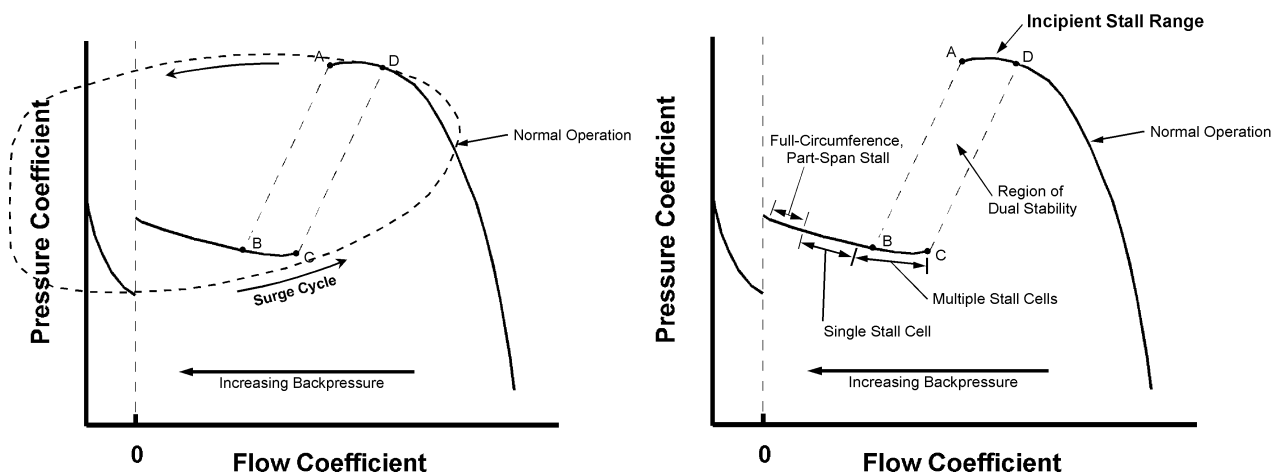 A
D
Normal Operation
Pressure Coefficient
B
C
Surge Cycle
Increasing Backpressure
0
Flow Coefficient
Incipient Stall Range
A
D
Normal Operation
Full-Circumference,
Part-Span Stall
Region of
Dual Stability
Pressure Coefficient
B
C
Multiple Stall Cells
Single Stall Cell
Increasing Backpressure
0
Flow Coefficient